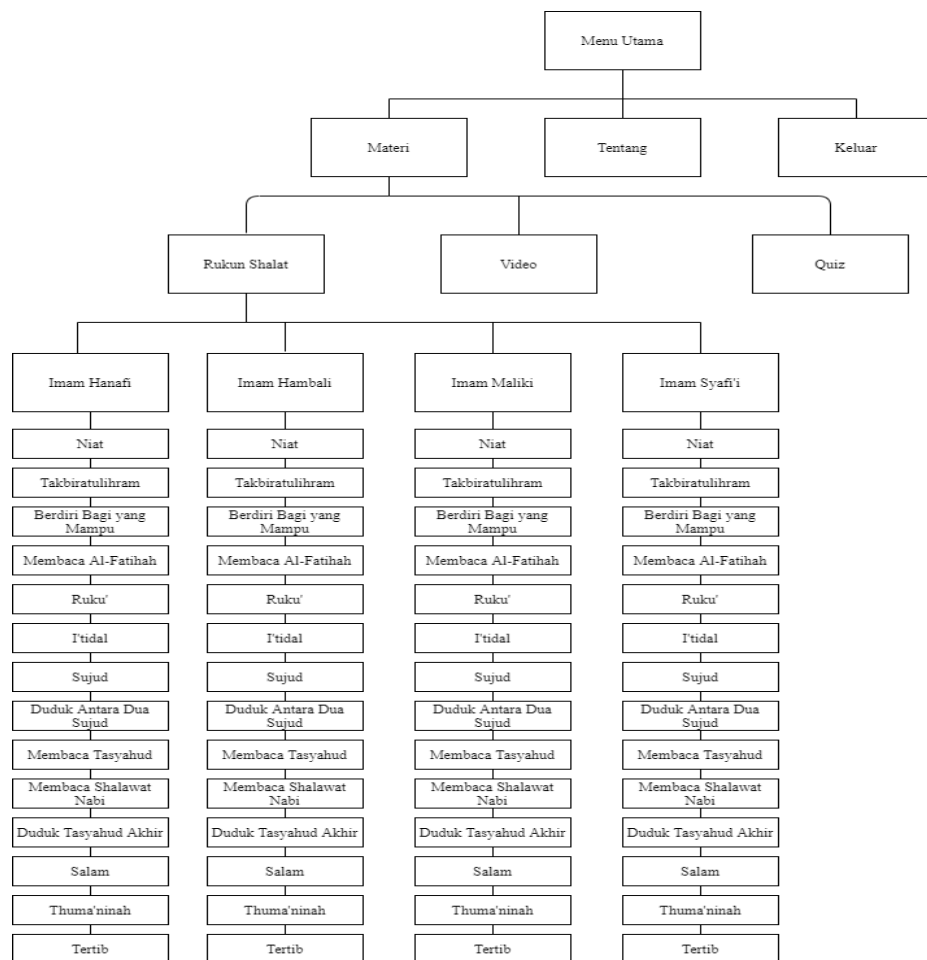 Menu Utama
Materi
Tentang
Keluar
Rukun Shalat
Video
Quiz
Imam Hanafi
Imam Hambali
Imam Maliki
Imam Syafi'i
Niat
Niat
Niat
Niat
Takbiratulihram
Takbiratulihram
Takbiratulihram
Takbiratulihram
Berdiri Bagi yang
Mampu
Berdiri Bagi yang
Mampu
Berdiri Bagi yang
Mampu
Berdiri Bagi yang
Mampu
Membaca Al-Fatihah
Membaca Al-Fatihah
Membaca Al-Fatihah
Membaca Al-Fatihah
Ruku'
Ruku'
Ruku'
Ruku'
I'tidal
I'tidal
I'tidal
I'tidal
Sujud
Sujud
Sujud
Sujud
Duduk Antara Dua
Sujud
Duduk Antara Dua
Sujud
Duduk Antara Dua
Sujud
Duduk Antara Dua
Sujud
Membaca Tasyahud
Membaca Tasyahud
Membaca Tasyahud
Membaca Tasyahud
Membaca Shalawat
Nabi
Membaca Shalawat
Nabi
Membaca Shalawat
Nabi
Membaca Shalawat
Nabi
Duduk Tasyahud Akhir
Duduk Tasyahud Akhir
Duduk Tasyahud Akhir
Duduk Tasyahud Akhir
Salam
Salam
Salam
Salam
Thuma'ninah
Thuma'ninah
Thuma'ninah
Thuma'ninah
Tertib
Tertib
Tertib
Tertib